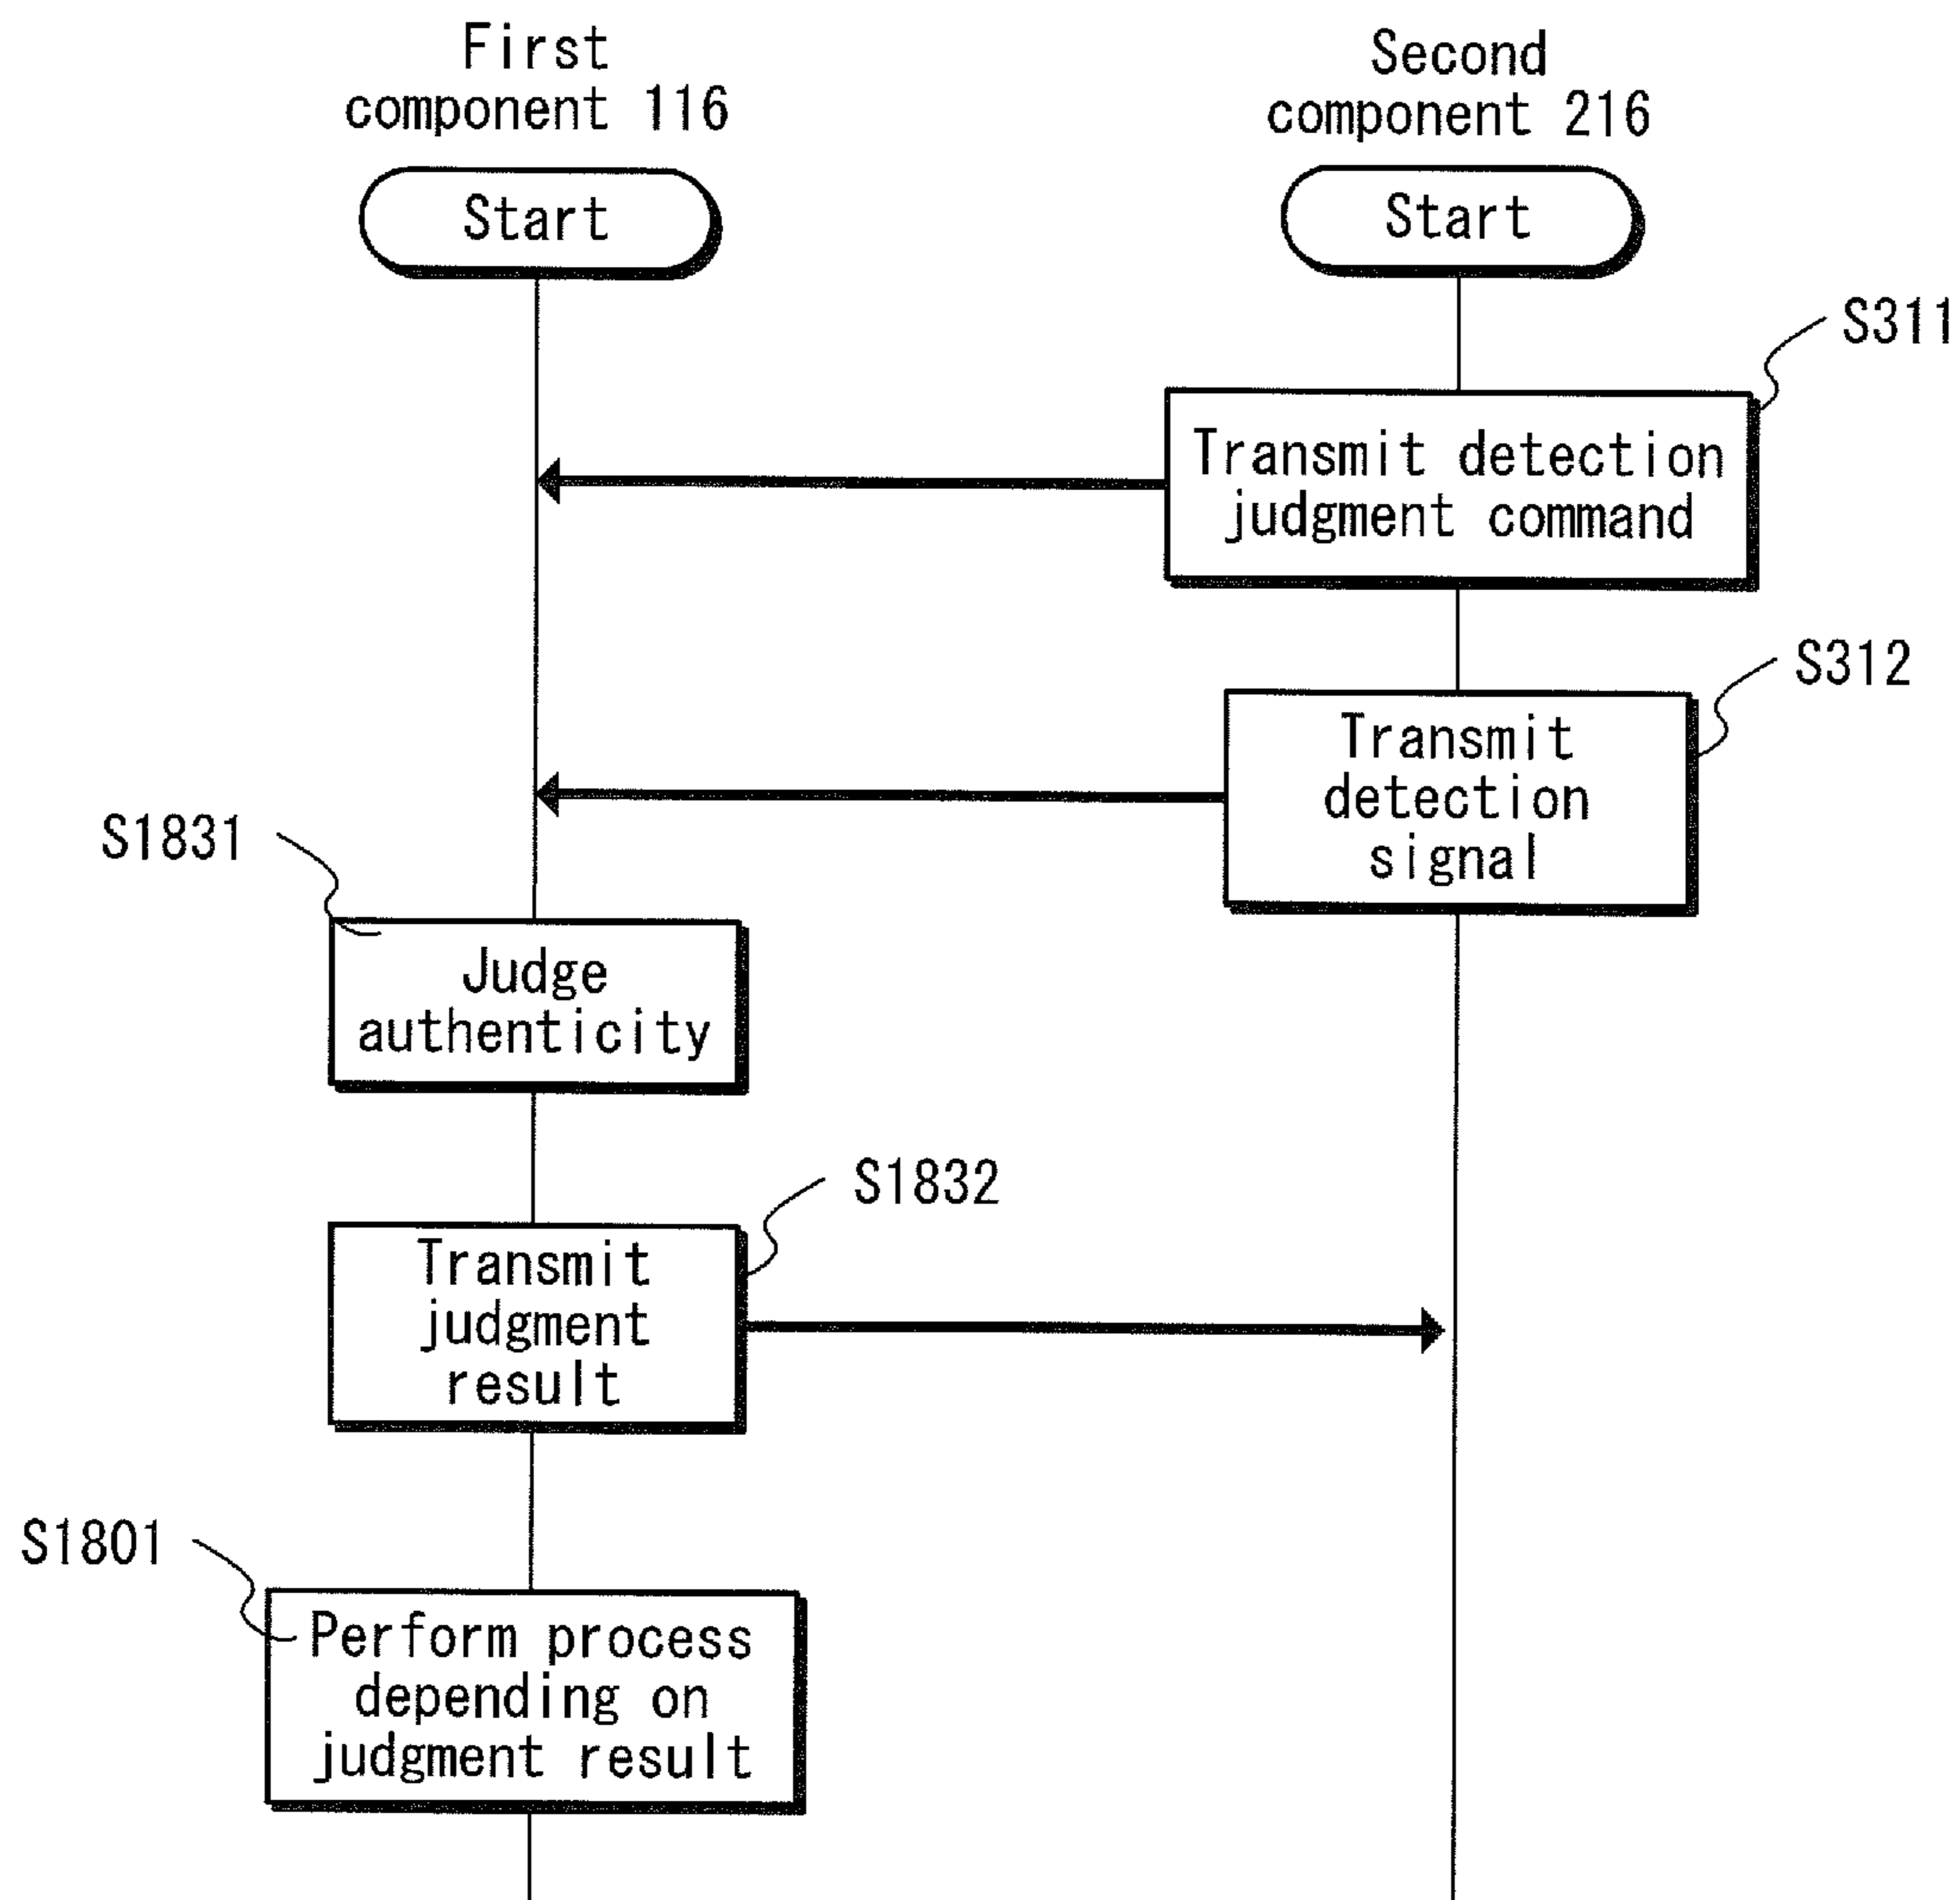 First
component 116
Second
component 216
Start
Start
S311
Transmit detection
judgment command
S312
Transmit
detection
signal
S1831
Judge
authenticity
S1832
Transmit
judgment
result
S1801
Perform process
depending on
judgment result